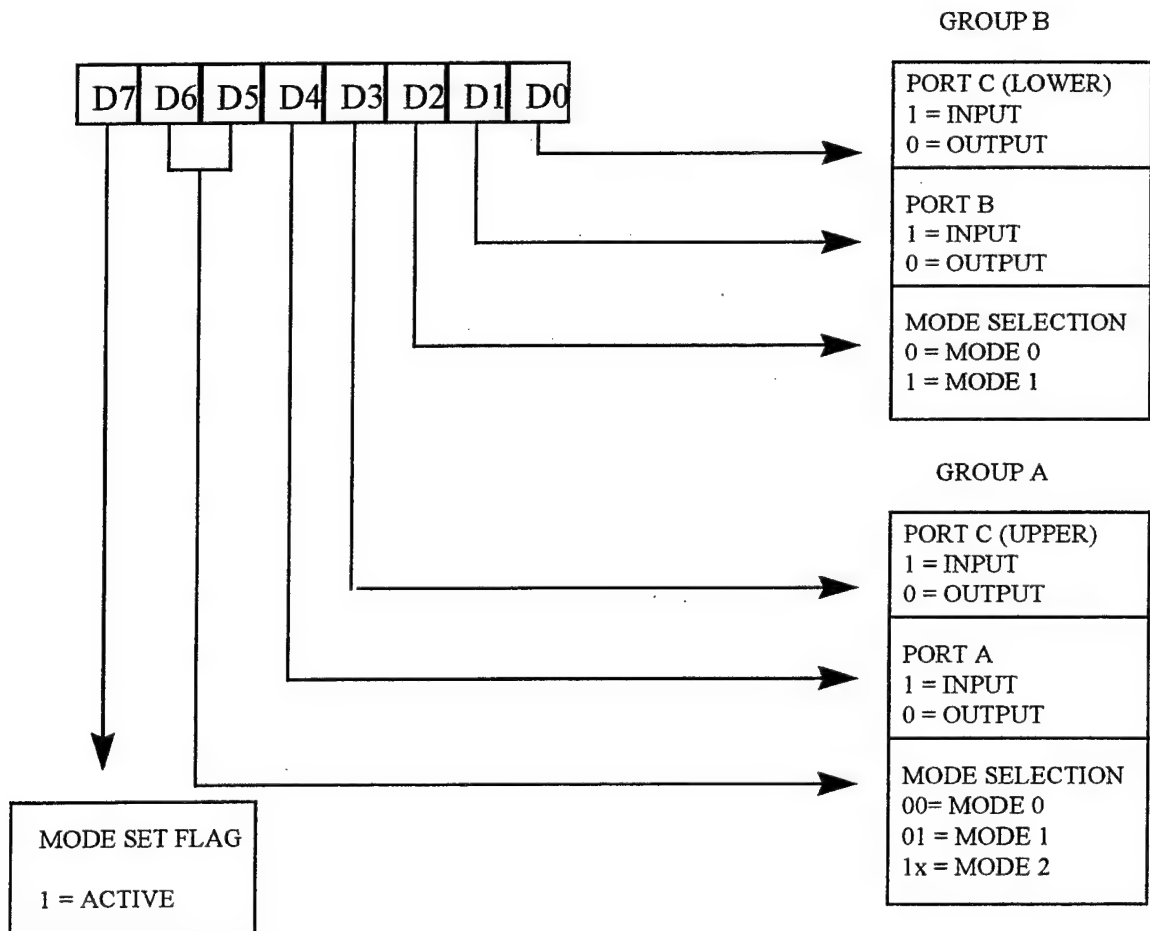 GROUP B
D7 D6 D5 D4 D3 D2 D1 D0
PORT C (LOWER)
1 = INPUT
0 = OUTPUT
PORT B
1 = INPUT
0 = OUTPUT
MODE SELECTION
0 = MODE 0
1 = MODE 1
GROUP A
PORT C (UPPER)
1 = INPUT
0 = OUTPUT
PORT A
1 = INPUT
0 = OUTPUT
MODE SELECTION
00= MODE 0
01 = MODE 1
1x = MODE 2
MODE SET FLAG
1 = ACTIVE